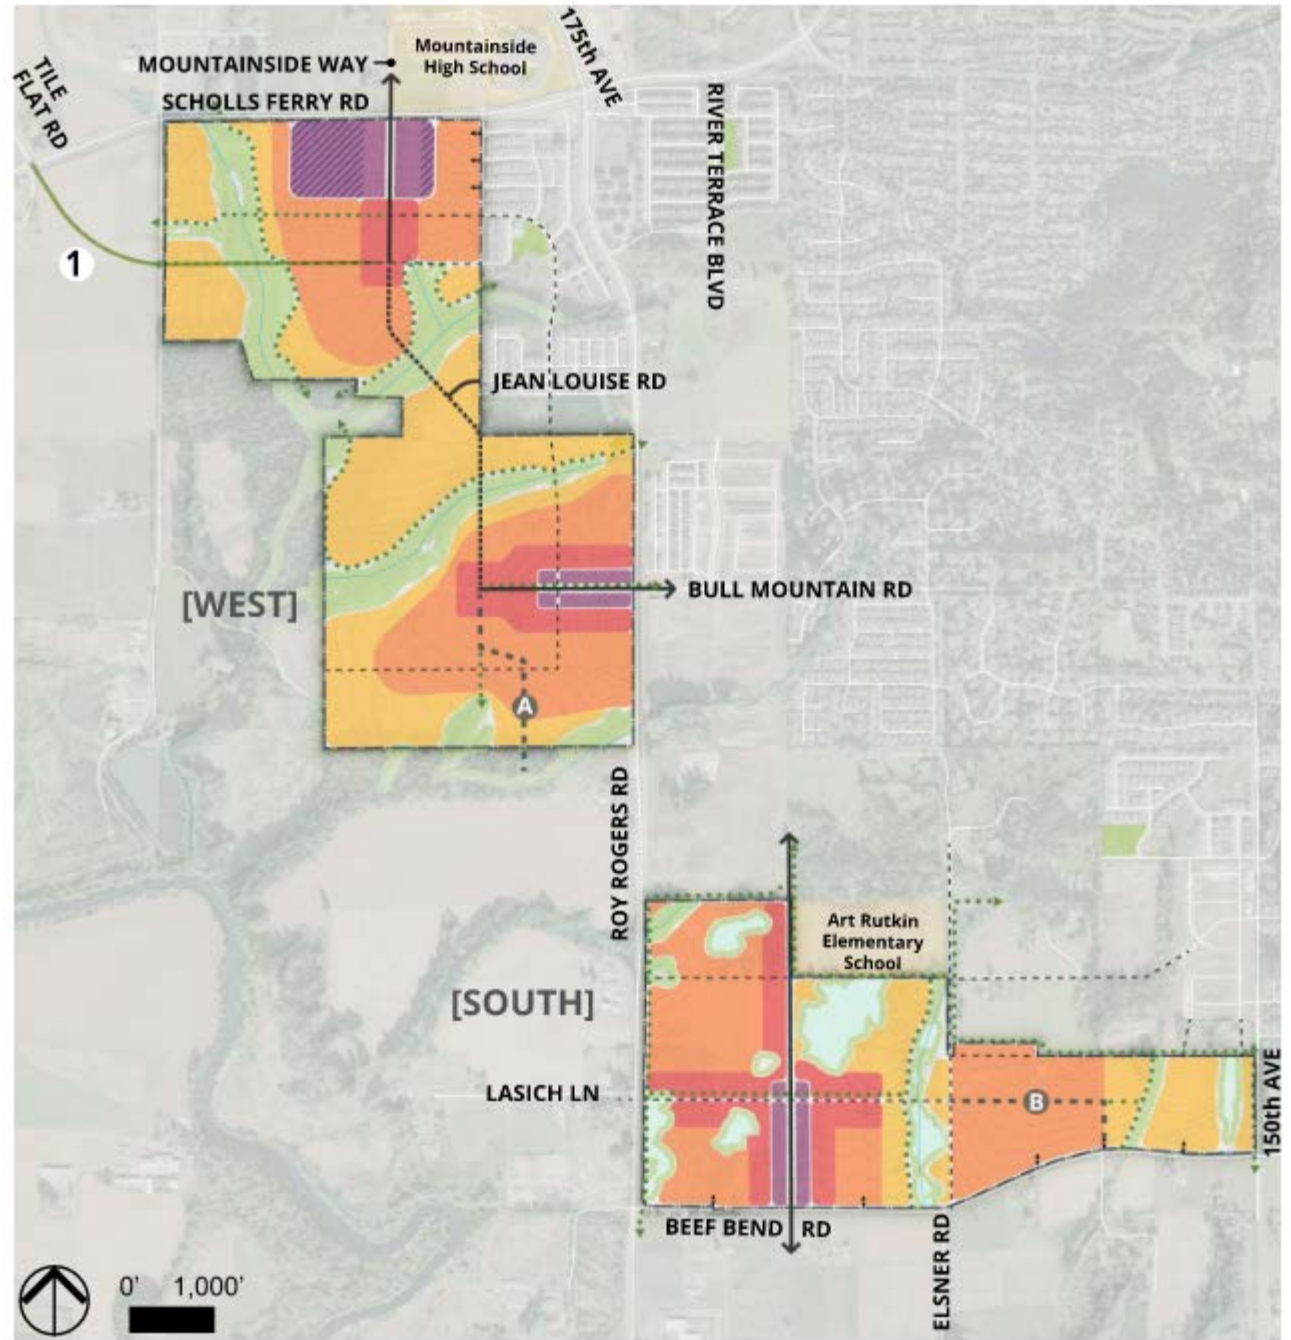 Mountainside
High School
175th AVE
MOUNTAINSIDE WAY
TILE
FLAT RD
SCHOLLS FERRY RD
RIVER TERRACE BLVD
1
JEAN LOUISE RD
[WEST]
BULL MOUNTAIN RD
A
ROY ROGERS RD
Art Rutkin
Elementary
School
[SOUTH]
LASICH LN
B
150th AVE
BEEF BEND RD
ELSNER RD
0' 1,000'